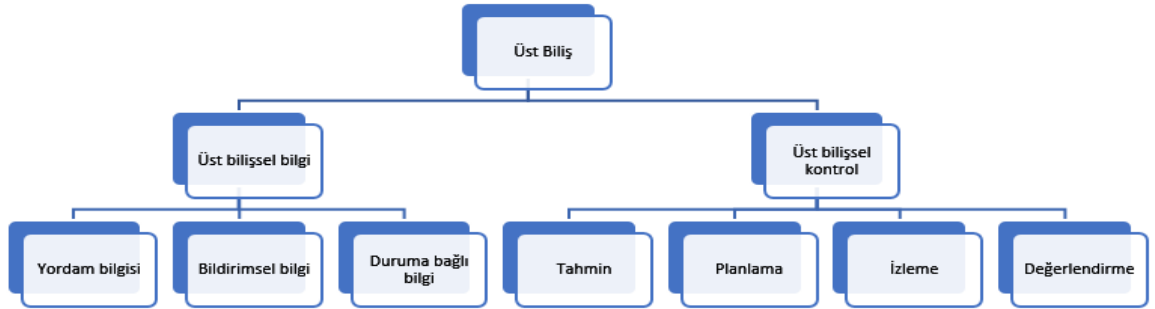 Üst Biliş
Üst bilişsel bilgi
Üst bilişsel
kontrol
Yordam bilgisi
Bildirimsel bilgi
Duruma bağlı
bilgi
Tahmin
Planlama
İzleme
Değerlendirme